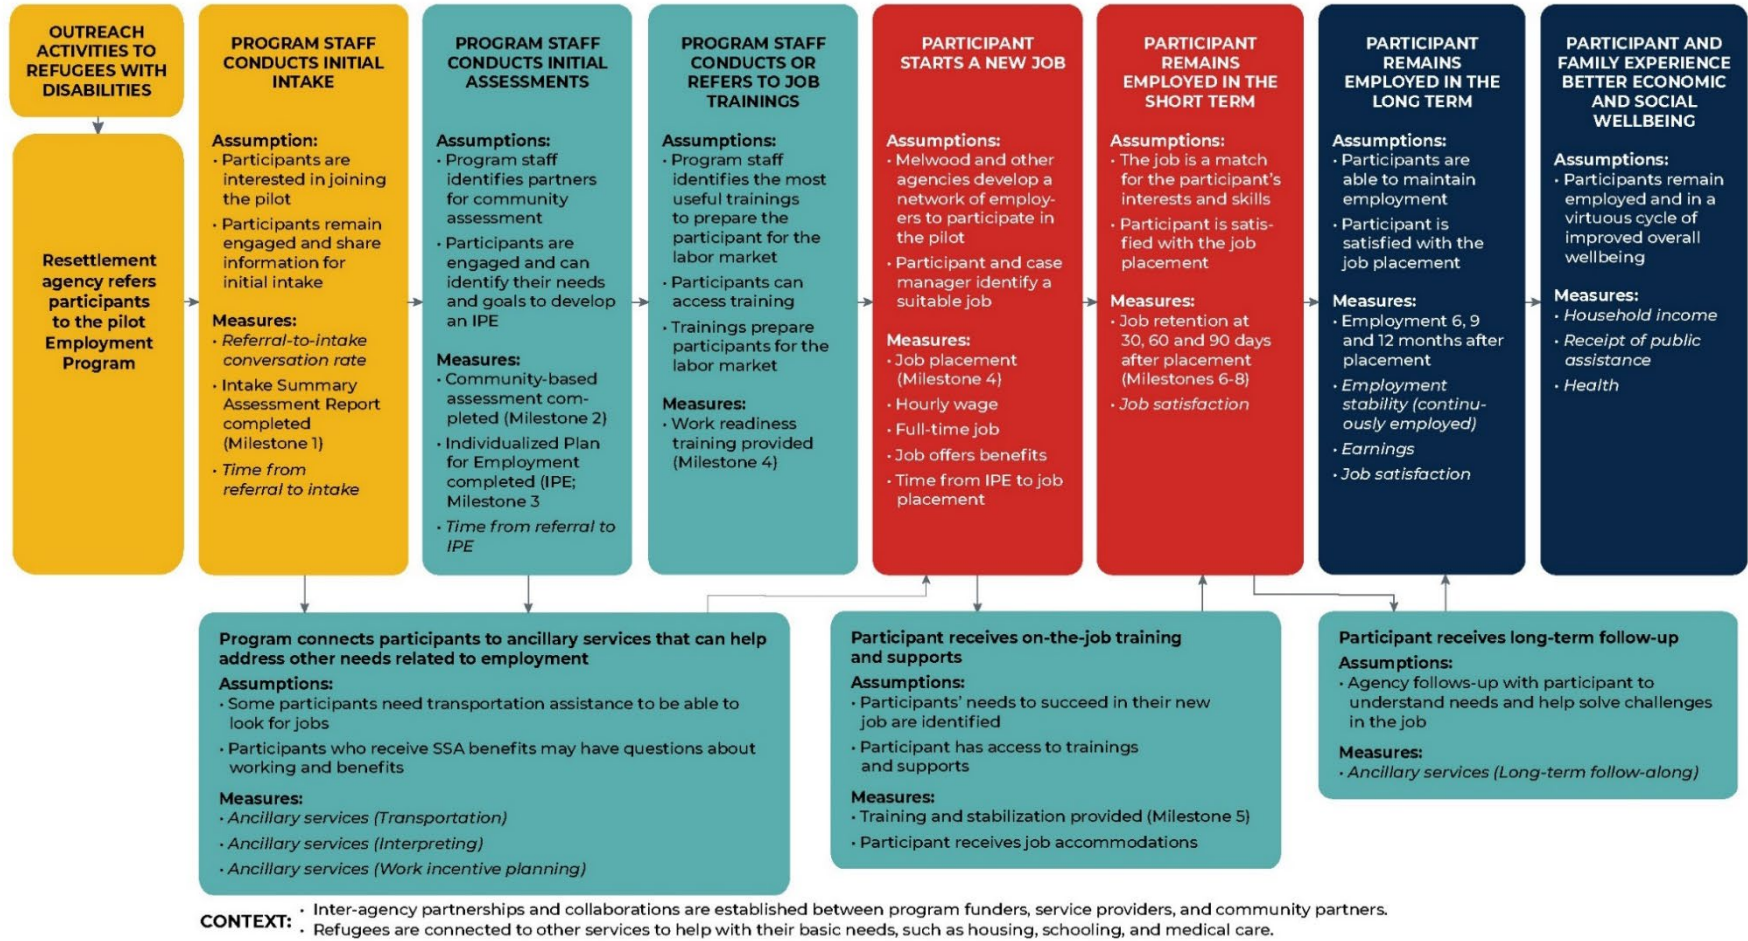 OUTREACH
ACTIVITIES TO
REFUGEES WITH
DISABILITIES
Resettlement
agency refers
participants
to the pilot
Employment
Program
PROGRAM STAFF
CONDUCTS INITIAL
INTAKE
Assumption:
• Participants are
interested in joining
the pilot
• Participants remain
engaged and share
information for
initial intake
Measures:
• Referral-to-intake
conversation rate
• Intake Summary
Assessment Report
completed
(Milestone 1)
• Time from
referral to intake
PROGRAM STAFF
CONDUCTS INITIAL
ASSESSMENTS
Assumptions:
• Program staff
identifies partners
for community
assessment
• Participants are
engaged and can
identify their needs
and goals to develop
an IPE
Measures:
• Community-based
assessment com-
pleted (Milestone 2)
• Individualized Plan
for Employment
completed (IPE;
Milestone 3
• Time from referral to
IPE
PROGRAM STAFF
CONDUCTS OR
REFERS TO JOB
TRAININGS
Assumptions:
• Program staff
identifies the most
useful trainings
to prepare the
participant for the
labor market
• Participants can
access training
• Trainings prepare
participants for the
labor market
Measures:
• Work readiness
training provided
(Milestone 4)
PARTICIPANT
STARTS A NEW JOB
Assumptions:
• Melwood and other
agencies develop a
network of employ-
ers to participate in
the pilot
• Participant and case
manager identify a
suitable job
Measures:
• Job placement
(Milestone 4)
• Hourly wage
• Full-time job
• Job offers benefits
• Time from IPE to job
placement
PARTICIPANT
REMAINS
EMPLOYED IN THE
SHORT TERM
Assumptions:
• The job is a match
for the participant's
interests and skills
• Participant is satis-
fied with the job
placement
Measures:
• Job retention at
30, 60 and 90 days
after placement
(Milestones 6-8)
• Job satisfaction
PARTICIPANT
REMAINS
EMPLOYED IN THE
LONG TERM
Assumptions:
• Participants are
able to maintain
employment
• Participant is
satisfied with the
job placement
Measures:
• Employment 6, 9
and 12 months after
placement
• Employment
stability (continu-
ously employed)
• Earnings
• Job satisfaction
PARTICIPANT AND
FAMILY EXPERIENCE
BETTER ECONOMIC
AND SOCIAL
WELLBEING
Assumptions:
• Participants remain
employed and in a
virtuous cycle of
improved overall
wellbeing
Measures:
• Household income
• Receipt of public
assistance
• Health
Program connects participants to ancillary services that can help
address other needs related to employment
Assumptions:
• Some participants need transportation assistance to be able to
look for jobs
• Participants who receive SSA benefits may have questions about
working and benefits
Measures:
• Ancillary services (Transportation)
• Ancillary services (Interpreting)
• Ancillary services (Work incentive planning)
Participant receives on-the-job training
and supports
Assumptions:
• Participants' needs to succeed in their new
job are identified
• Participant has access to trainings
and supports
Measures:
• Training and stabilization provided (Milestone 5)
• Participant receives job accommodations
Participant receives long-term follow-up
Assumptions:
• Agency follows-up with participant to
understand needs and help solve challenges
in the job
Measures:
• Ancillary services (Long-term follow-along)
CONTEXT: • Inter-agency partnerships and collaborations are established between program funders, service providers, and community partners.
• Refugees are connected to other services to help with their basic needs, such as housing, schooling, and medical care.